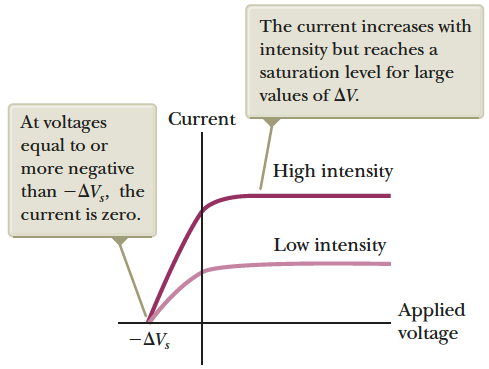 The current increases with
intensity but reaches a
saturation level for large
values of ΔV.
At voltages
equal to or
more negative
than −ΔVs, the
current is zero.
Current
High intensity
Low intensity
Applied
voltage
−ΔVs